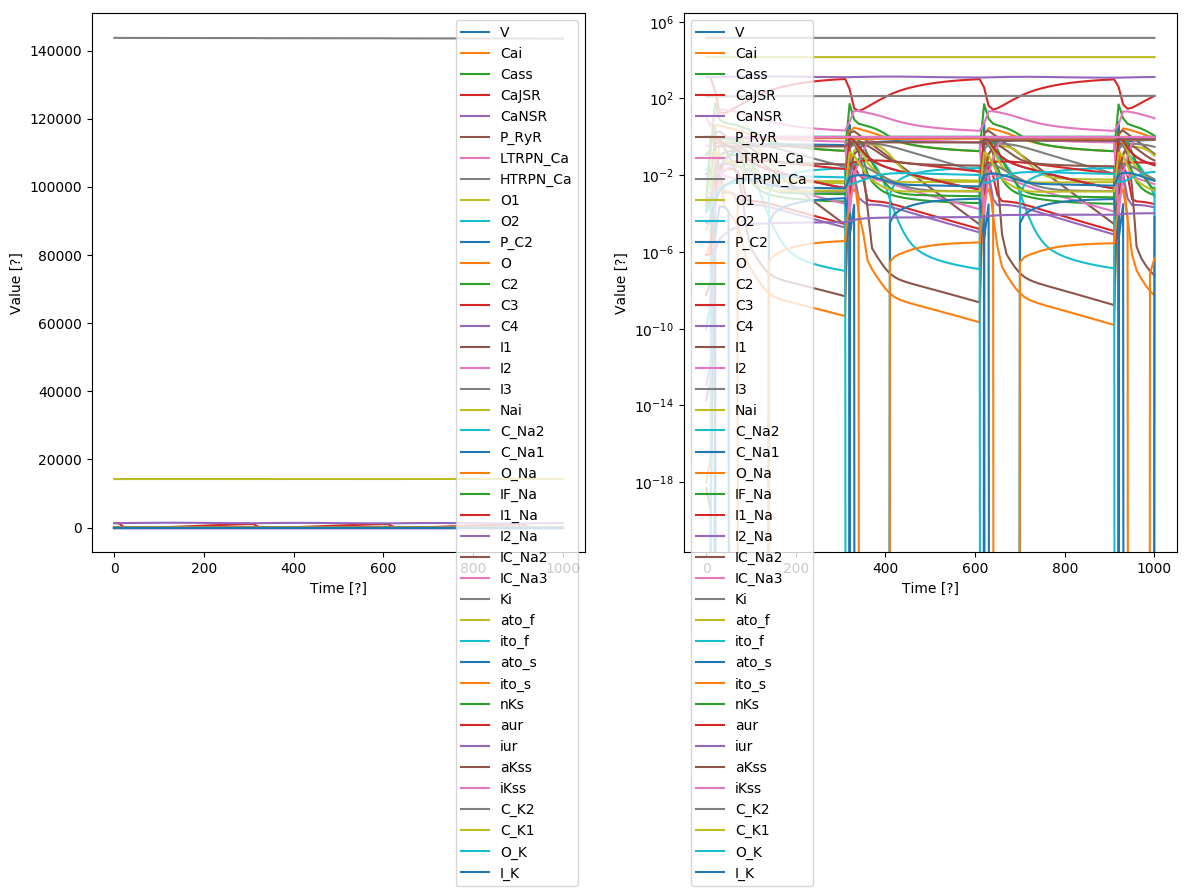 140000
120000
100000
80000
60000
40000
20000
0
Value [?]
0
200
400
600
800
1000
Time [?]
V
Cai
Cass
CaJSR
CaNSR
P_RyR
LTRPN_Ca
HTRPN_Ca
O1
O2
P_C2
O
C2
C3
C4
I1
I2
I3
Nai
C_Na2
C_Na1
O_Na
IF_Na
I1_Na
I2_Na
IC_Na2
IC_Na3
Ki
ato_f
ito_f
ato_s
ito_s
nKs
aur
iur
aKss
iKss
C_K2
C_K1
O_K
I_K
10^6
10^2
10^−2
10^−6
10^−10
10^−14
10^−18
Value [?]
0
200
400
600
800
1000
Time [?]
V
Cai
Cass
CaJSR
CaNSR
P_RyR
LTRPN_Ca
HTRPN_Ca
O1
O2
P_C2
O
C2
C3
C4
I1
I2
I3
Nai
C_Na2
C_Na1
O_Na
IF_Na
I1_Na
I2_Na
IC_Na2
IC_Na3
Ki
ato_f
ito_f
ato_s
ito_s
nKs
aur
iur
aKss
iKss
C_K2
C_K1
O_K
I_K